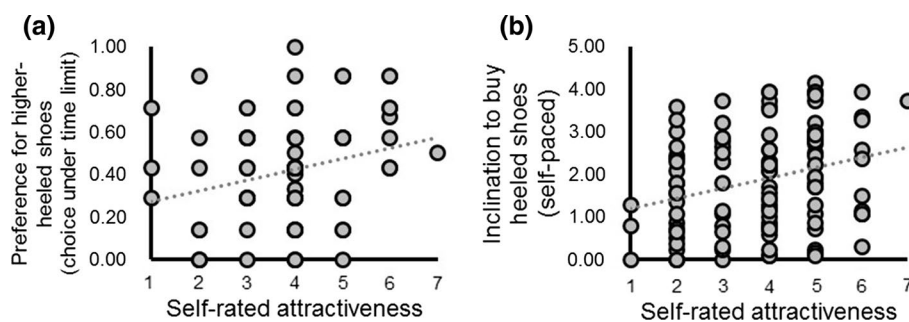 (a)
Preference for higher-
heeled shoes
(choice under time limit)
1.00
0.80
0.60
0.40
0.20
0.00
1 2 3 4 5 6 7
Self-rated attractiveness
(b)
Inclination to buy
heeled shoes
(self-paced)
5.00
4.00
3.00
2.00
1.00
0.00
1 2 3 4 5 6 7
Self-rated attractiveness